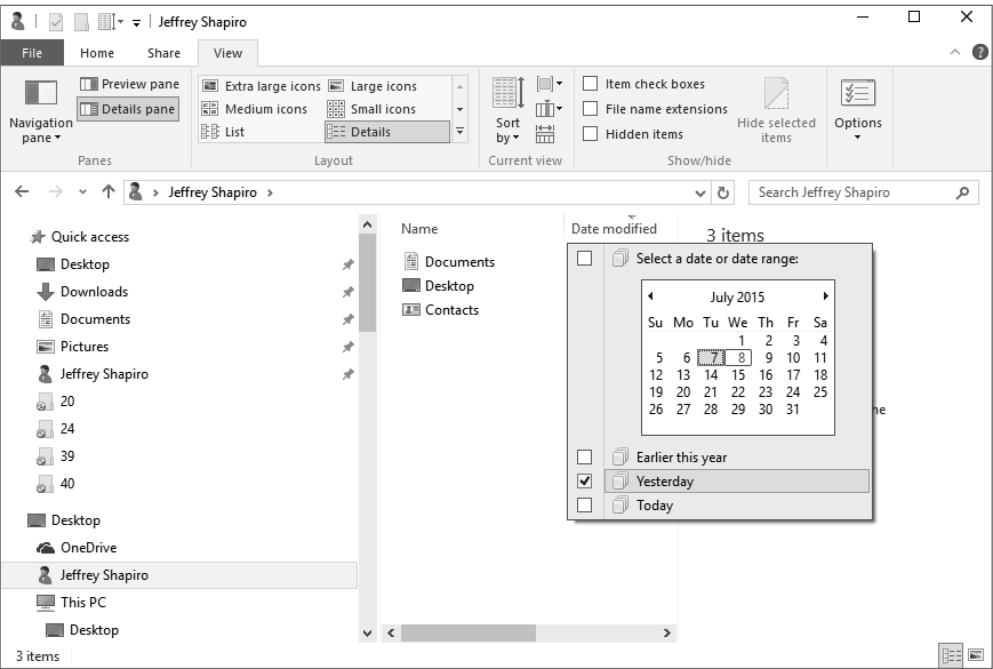 Jeffrey Shapiro
File Home Share View
Navigation pane
Preview pane
Details pane
Panes
Extra large icons Large icons
Medium icons Small icons
List Details
Layout
Sort by
Current view
Item check boxes
File name extensions
Hidden items
Hide selected items
Show/hide
Options
Jeffrey Shapiro
Search Jeffrey Shapiro
Quick access
Desktop
Downloads
Documents
Pictures
Jeffrey Shapiro
20
24
39
40
Desktop
OneDrive
Jeffrey Shapiro
This PC
Desktop
Name Date modified
Documents
Desktop
Contacts
3 items
Select a date or date range:
July 2015
Su Mo Tu We Th Fr Sa
1 2 3 4
5 6 7 8 9 10 11
12 13 14 15 16 17 18
19 20 21 22 23 24 25
26 27 28 29 30 31
Earlier this year
Yesterday
Today
3 items